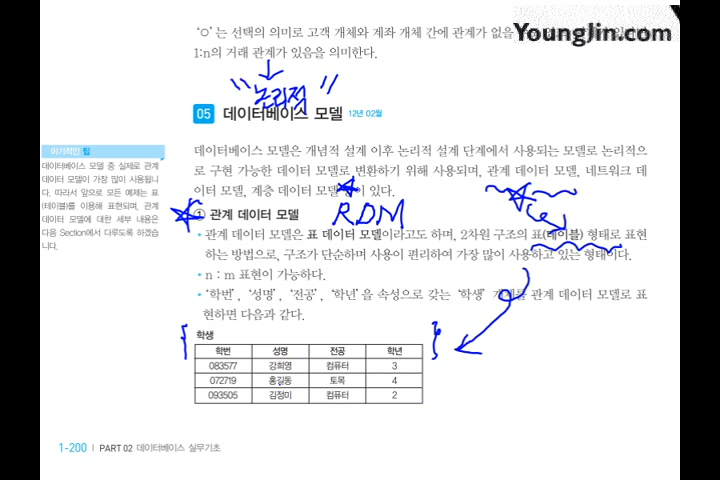 ‘○’는 선택의 의미로 고객 개체와 계좌 개체 간에 관계가 없을
YoungJin.com
1:n의 거래 관계가 있음을 의미한다.
“논리적”
05 데이터베이스 모델 12년 02월
이기적인 팁
데이터베이스 모델 중 실제로 관계
데이터 모델이 가장 많이 사용됩니
다. 따라서 앞으로 모든 예제는 표
(테이블)를 이용해 표현되며, 관계
데이터 모델에 대한 세부 내용은
다음 Section에서 다루도록 하겠습
니다.
데이터베이스 모델은 개념적 설계 이후 논리적 설계 단계에서 사용되는 모델로 논리적으
로 구현 가능한 데이터 모델로 변환하기 위해 사용되며, 관계 데이터 모델, 네트워크 데
이터 모델, 계층 데이터 모델 있다.
① 관계 데이터 모델
RDM
• 관계 데이터 모델은 표 데이터 모델이라고도 하며, 2차원 구조의 표(테이블) 형태로 표현
하는 방법으로, 구조가 단순하며 사용이 편리하여 가장 많이 사용하고 있는 형태이다.
• n : m 표현이 가능하다.
• ‘학번’, ‘성명’, ‘전공’, ‘학년’을 속성으로 갖는 ‘학생’ 개체를 관계 데이터 모델로 표
현하면 다음과 같다.
학생
학번 성명 전공 학년
083577 강희영 컴퓨터 3
072719 홍길동 토목 4
093505 김정미 컴퓨터 2
1-200 PART 02 데이터베이스 실무기초